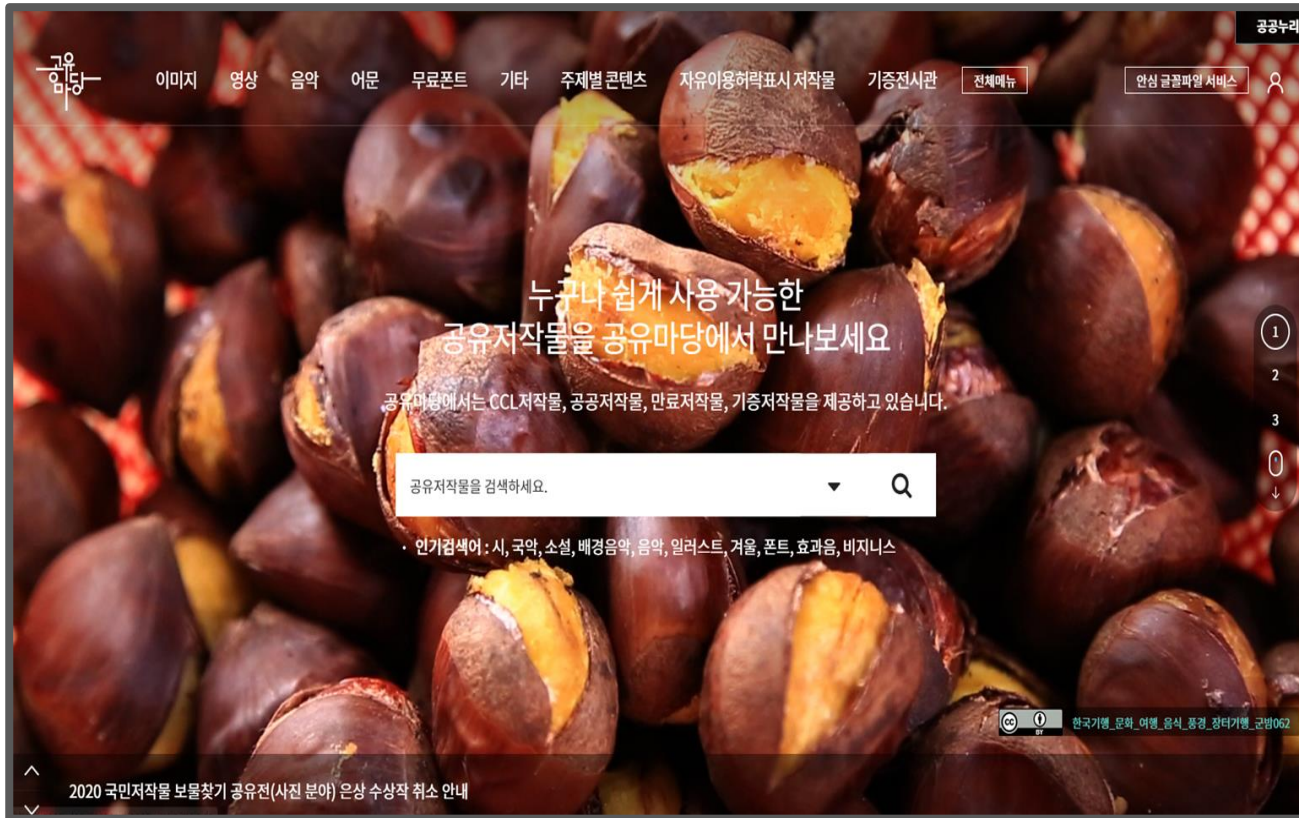 공공누리
공유마당
이미지 영상 음악 어문 무료폰트 기타 주제별 콘텐츠 자유이용허락표시 저작물 기증전시관 전체메뉴 안심 글꼴파일 서비스
누구나 쉽게 사용 가능한
공유저작물을 공유마당에서 만나보세요
공유마당에서는 CCL저작물, 공공저작물, 만료저작물, 기증저작물을 제공하고 있습니다.
1
2
3
공유저작물을 검색하세요.
· 인기검색어 : 시, 국악, 소설, 배경음악, 음악, 일러스트, 겨울, 폰트, 효과음, 비지니스
cc BY 한국기행_문화_여행_음식_풍경_장터기행_군밤062
2020 국민저작물 보물찾기 공유전(사진 분야) 은상 수상작 취소 안내